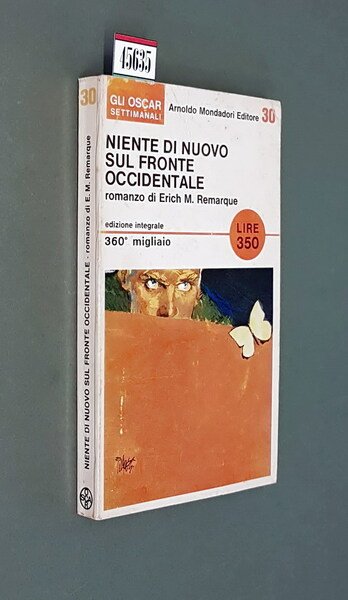 45635
GLI OSCAR
SETTIMANALI
Arnoldo Mondadori Editore 30
NIENTE DI NUOVO
SUL FRONTE
OCCIDENTALE
romanzo di Erich M. Remarque
edizione integrale
360° migliaio
LIRE
350
30
NIENTE DI NUOVO SUL FRONTE OCCIDENTALE · romanzo di E. M. Remarque